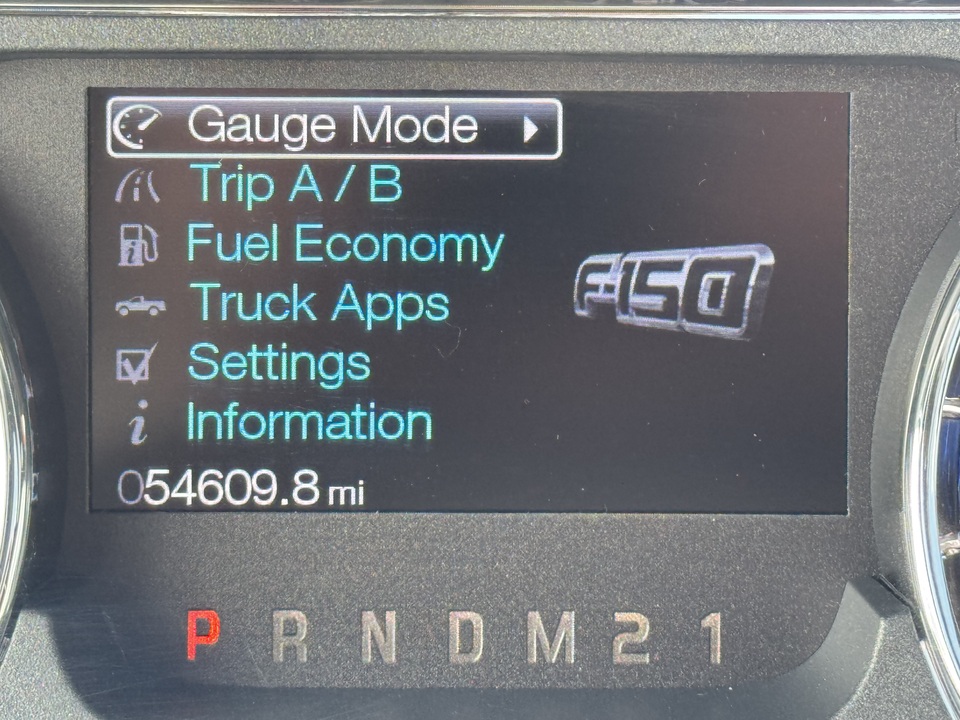 Gauge Mode
Trip A / B
Fuel Economy
F-150
Truck Apps
Settings
Information
054609.8 mi
P R N D M 2 1